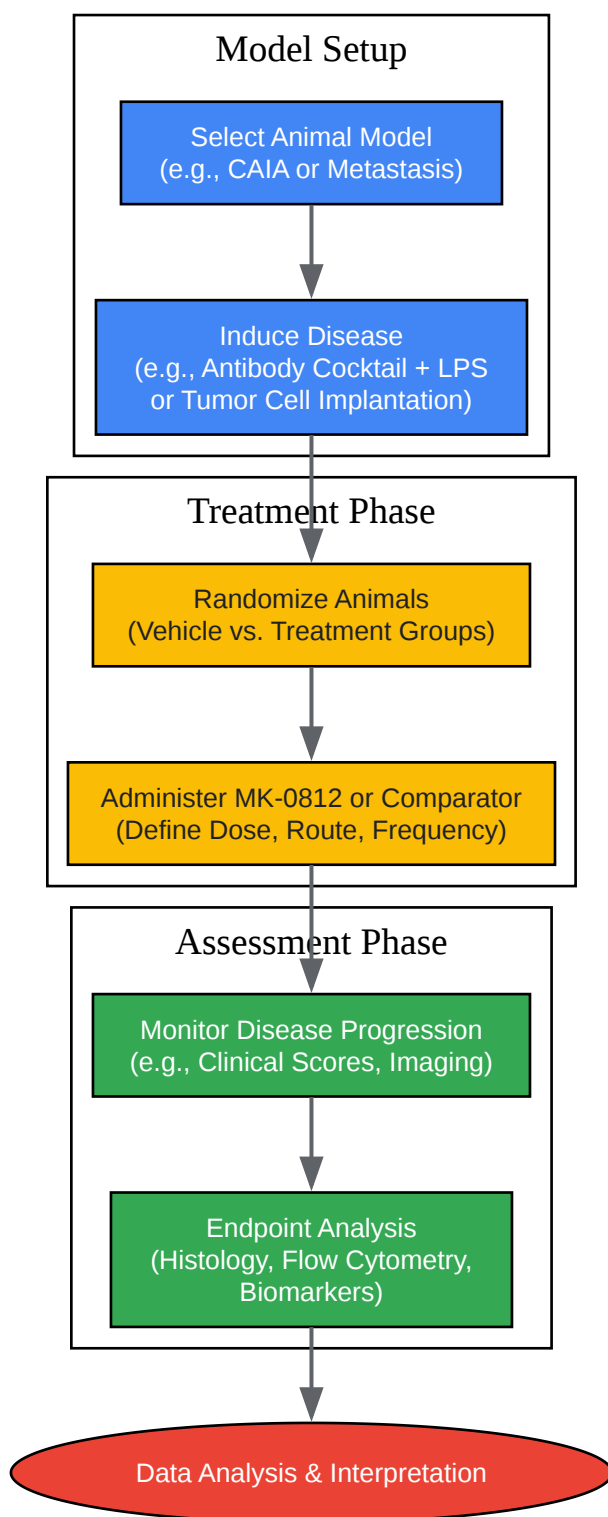 Model Setup
Select Animal Model
(e.g., CAIA or Metastasis)
Induce Disease
(e.g., Antibody Cocktail + LPS
or Tumor Cell Implantation)
Treatment Phase
Randomize Animals
(Vehicle vs. Treatment Groups)
Administer MK-0812 or Comparator
(Define Dose, Route, Frequency)
Assessment Phase
Monitor Disease Progression
(e.g., Clinical Scores, Imaging)
Endpoint Analysis
(Histology, Flow Cytometry,
Biomarkers)
Data Analysis & Interpretation